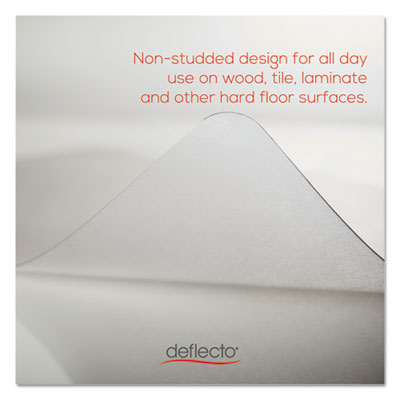 Non-studded design for all day
use on wood, tile, laminate
and other hard floor surfaces.
deflecto®